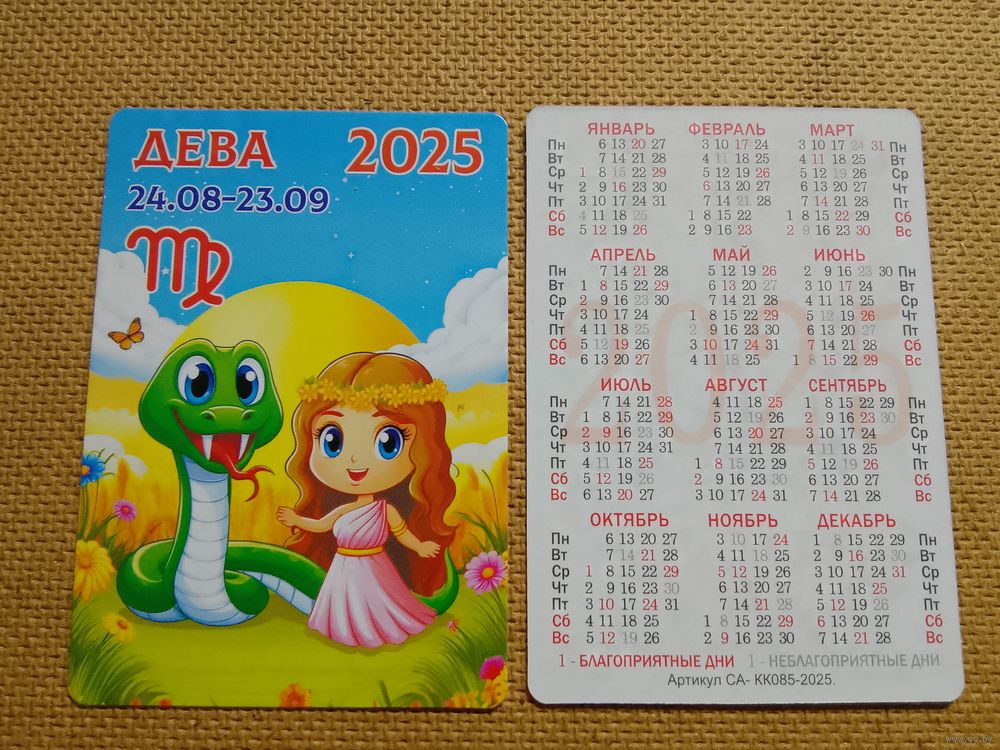 ДЕВА 2025
24.08-23.09
ЯНВАРЬ ФЕВРАЛЬ МАРТ
Пн 6 13 20 27 3 10 17 24 3 10 17 24 31 Пн
Вт 7 14 21 28 4 11 18 25 4 11 18 25 Вт
Ср 1 8 15 22 29 5 12 19 26 5 12 19 26 Ср
Чт 2 9 16 23 30 6 13 20 27 6 13 20 27 Чт
Пт 3 10 17 24 31 7 14 21 28 7 14 21 28 Пт
Сб 4 11 18 25 1 8 15 22 1 8 15 22 29 Сб
Вс 5 12 19 26 2 9 16 23 2 9 16 23 30 Вс
АПРЕЛЬ МАЙ ИЮНЬ
Пн 7 14 21 28 5 12 19 26 2 9 16 23 30 Пн
Вт 1 8 15 22 29 6 13 20 27 3 10 17 24 Вт
Ср 2 9 16 23 30 7 14 21 28 4 11 18 25 Ср
Чт 3 10 17 24 1 8 15 22 29 5 12 19 26 Чт
Пт 4 11 18 25 2 9 16 23 30 6 13 20 27 Пт
Сб 5 12 19 26 3 10 17 24 31 7 14 21 28 Сб
Вс 6 13 20 27 4 11 18 25 1 8 15 22 29 Вс
2025
ИЮЛЬ АВГУСТ СЕНТЯБРЬ
Пн 7 14 21 28 4 11 18 25 1 8 15 22 29 Пн
Вт 1 8 15 22 29 5 12 19 26 2 9 16 23 30 Вт
Ср 2 9 16 23 30 6 13 20 27 3 10 17 24 Ср
Чт 3 10 17 24 31 7 14 21 28 4 11 18 25 Чт
Пт 4 11 18 25 1 8 15 22 29 5 12 19 26 Пт
Сб 5 12 19 26 2 9 16 23 30 6 13 20 27 Сб
Вс 6 13 20 27 3 10 17 24 31 7 14 21 28 Вс
ОКТЯБРЬ НОЯБРЬ ДЕКАБРЬ
Пн 6 13 20 27 3 10 17 24 1 8 15 22 29 Пн
Вт 7 14 21 28 4 11 18 25 2 9 16 23 30 Вт
Ср 1 8 15 22 29 5 12 19 26 3 10 17 24 31 Ср
Чт 2 9 16 23 30 6 13 20 27 4 11 18 25 Чт
Пт 3 10 17 24 31 7 14 21 28 5 12 19 26 Пт
Сб 4 11 18 25 1 8 15 22 29 6 13 20 27 Сб
Вс 5 12 19 26 2 9 16 23 30 7 14 21 28 Вс
1 - БЛАГОПРИЯТНЫЕ ДНИ 1 - НЕБЛАГОПРИЯТНЫЕ ДНИ
Артикул СА- КК085-2025.
www.ay.by